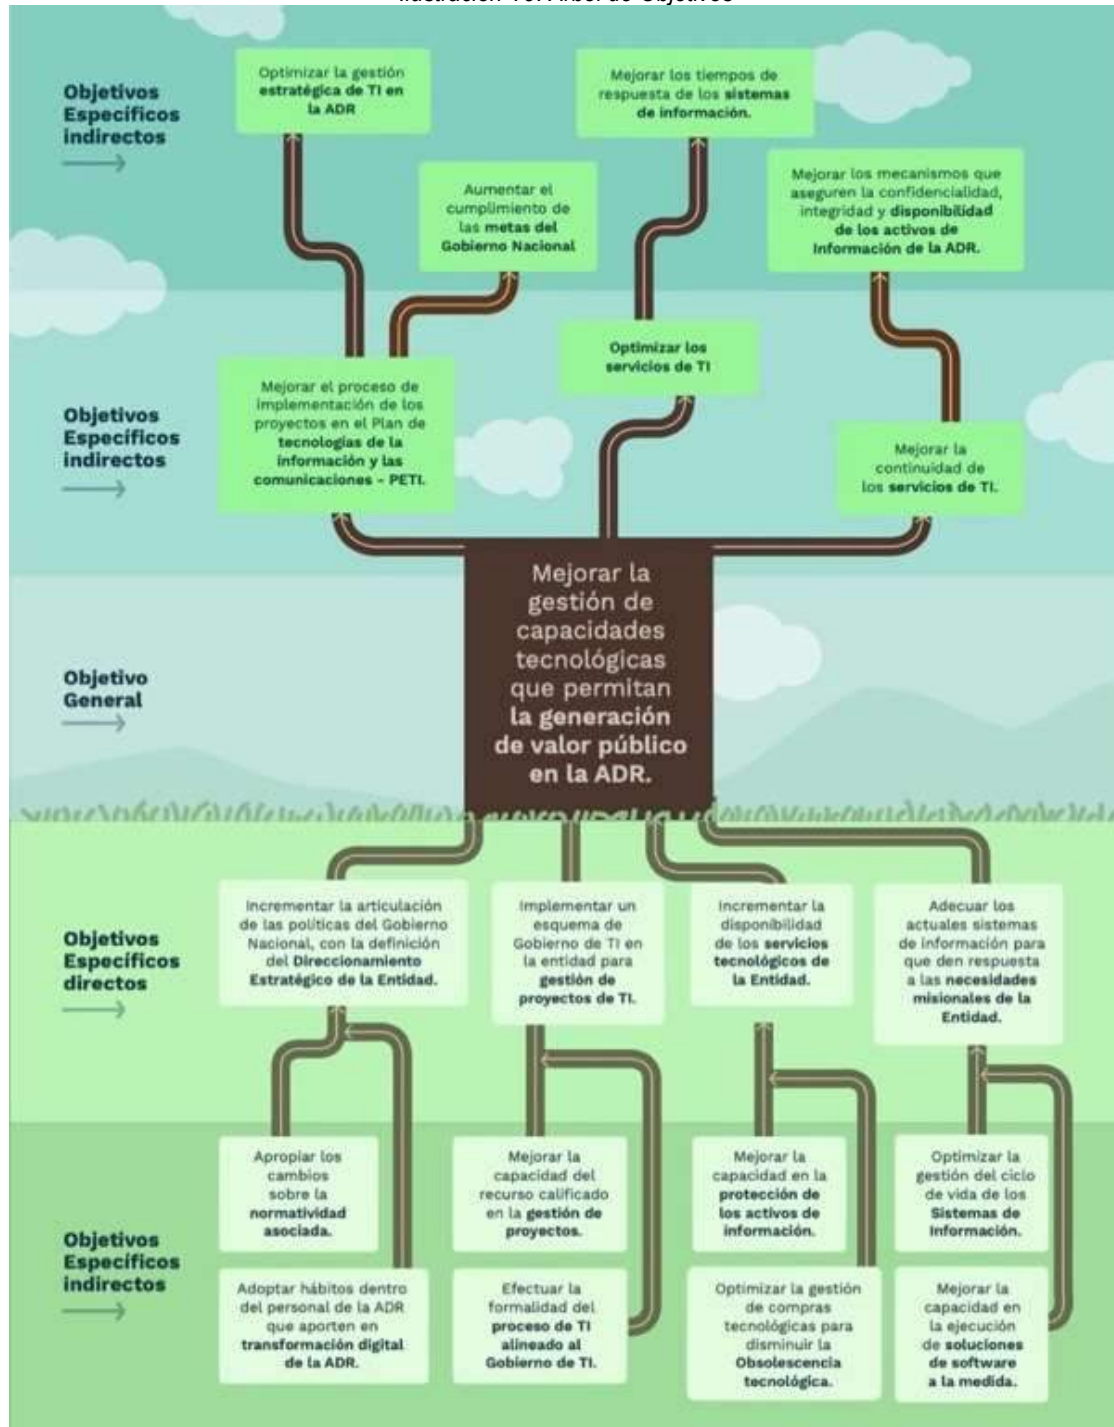 Objetivos
Específicos
indirectos
Optimizar la gestión
estratégica de TI en
la ADR
Mejorar los tiempos de
respuesta de los sistemas
de información.
Aumentar el
cumplimiento de
las metas del
Gobierno Nacional
Mejorar los mecanismos que
aseguren la confidencialidad,
integridad y disponibilidad
de los activos de
Información de la ADR.
Objetivos
Específicos
indirectos
Mejorar el proceso de
implementación de los
proyectos en el Plan de
tecnologías de la
información y las
comunicaciones - PETI.
Optimizar los
servicios de TI
Mejorar la
continuidad de
los servicios de TI.
Objetivo
General
Mejorar la
gestión de
capacidades
tecnológicas
que permitan
la generación
de valor público
en la ADR.
Objetivos
Específicos
directos
Incrementar la articulación
de las políticas del Gobierno
Nacional, con la definición
del Direccionamiento
Estratégico de la Entidad.
Implementar un
esquema de
Gobierno de TI en
la entidad para
gestión de
proyectos de TI.
Incrementar la
disponibilidad
de los servicios
tecnológicos de
la Entidad.
Adecuar los
actuales sistemas
de información para
que den respuesta
a las necesidades
misionales de la
Entidad.
Objetivos
Específicos
indirectos
Apropiar los
cambios
sobre la
normatividad
asociada.
Mejorar la
capacidad del
recurso calificado
en la gestión de
proyectos.
Mejorar la
capacidad en la
protección de
los activos de
información.
Optimizar la
gestión del ciclo
de vida de los
Sistemas de
Información.
Adoptar hábitos dentro
del personal de la ADR
que aporten en
transformación digital
de la ADR.
Efectuar la
formalidad del
proceso de TI
alineado al
Gobierno de TI.
Optimizar la gestión
de compras
tecnológicas para
disminuir la
Obsolescencia
tecnológica.
Mejorar la
capacidad en
la ejecución
de soluciones
de software
a la medida.